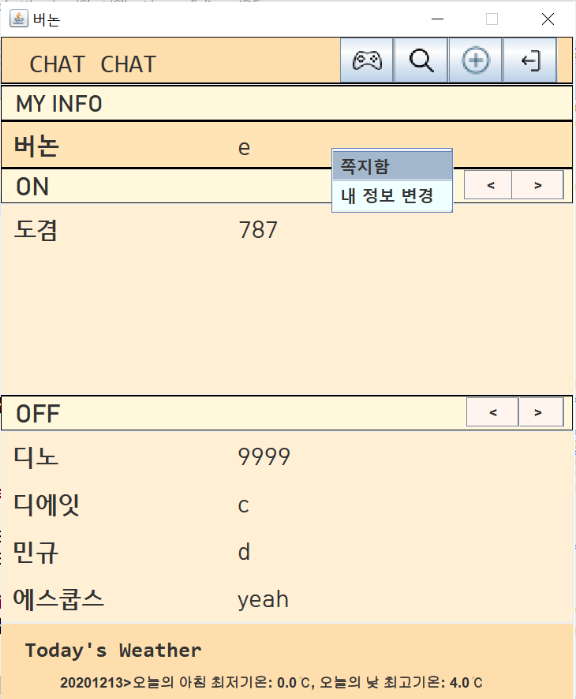 버논
CHAT CHAT
MY INFO
버논 e
쪽지함
내 정보 변경
ON < >
도겸 787
OFF < >
디노 9999
디에잇 c
민규 d
에스쿱스 yeah
Today's Weather
20201213>오늘의 아침 최저기온: 0.0℃, 오늘의 낮 최고기온: 4.0℃